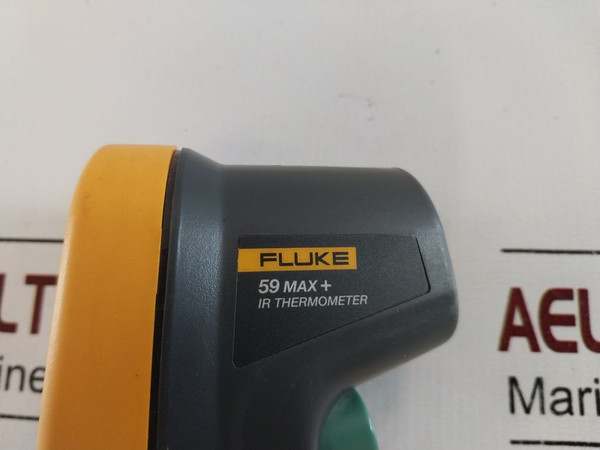 FLUKE
59 MAX +
IR THERMOMETER
LT
ine
AEU
Mari